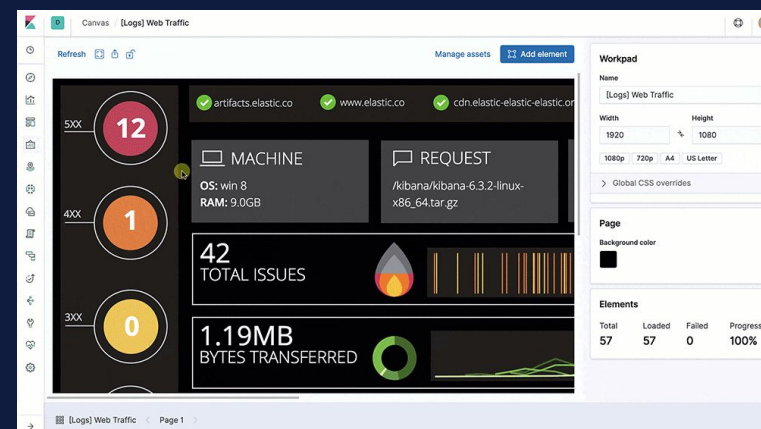 D Canvas / [Logs] Web Traffic
Refresh Manage assets Add element
artifacts.elastic.co www.elastic.co cdn.elastic-elastic-elastic.or
5XX 12
MACHINE
OS: win 8
RAM: 9.0GB
REQUEST
/kibana/kibana-6.3.2-linux-
x86_64.tar.gz
4XX 1
42
TOTAL ISSUES
3XX 0
1.19MB
BYTES TRANSFERRED
Workpad
Name
[Logs] Web Traffic
Width Height
1920 1080
1080p 720p A4 US Letter
Global CSS overrides
Page
Background color
Elements
Total Loaded Failed Progress
57 57 0 100%
[Logs] Web Traffic Page 1